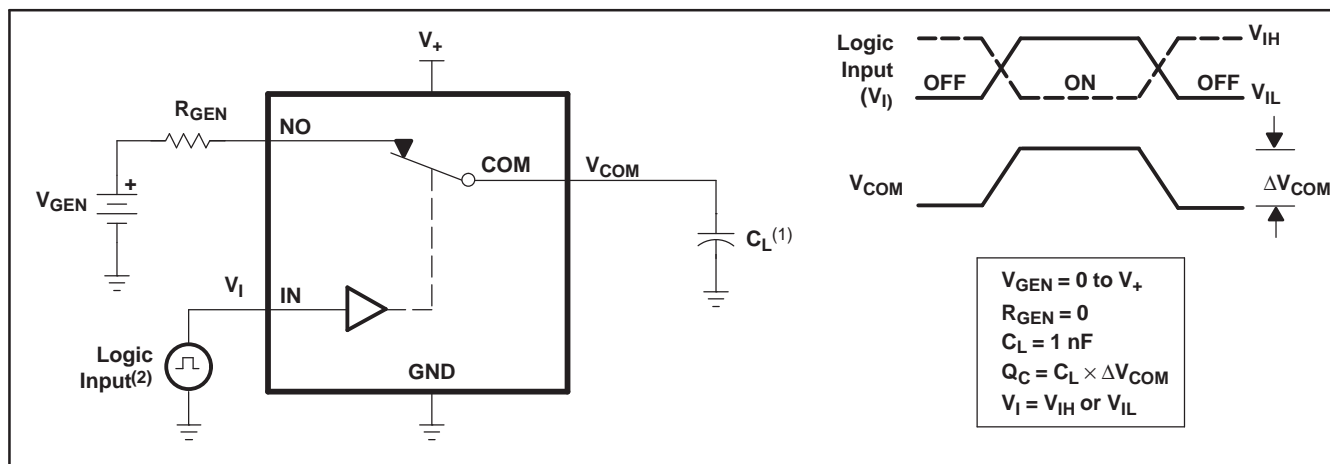 V+
RGEN
NO
COM
VCOM
+
VGEN
CL(1)
VI
IN
Logic
Input(2)
GND
Logic
Input
(VI)
OFF
ON
OFF
VIH
VIL
VCOM
ΔVCOM
VGEN = 0 to V+
RGEN = 0
CL = 1 nF
QC = CL × ΔVCOM
VI = VIH or VIL